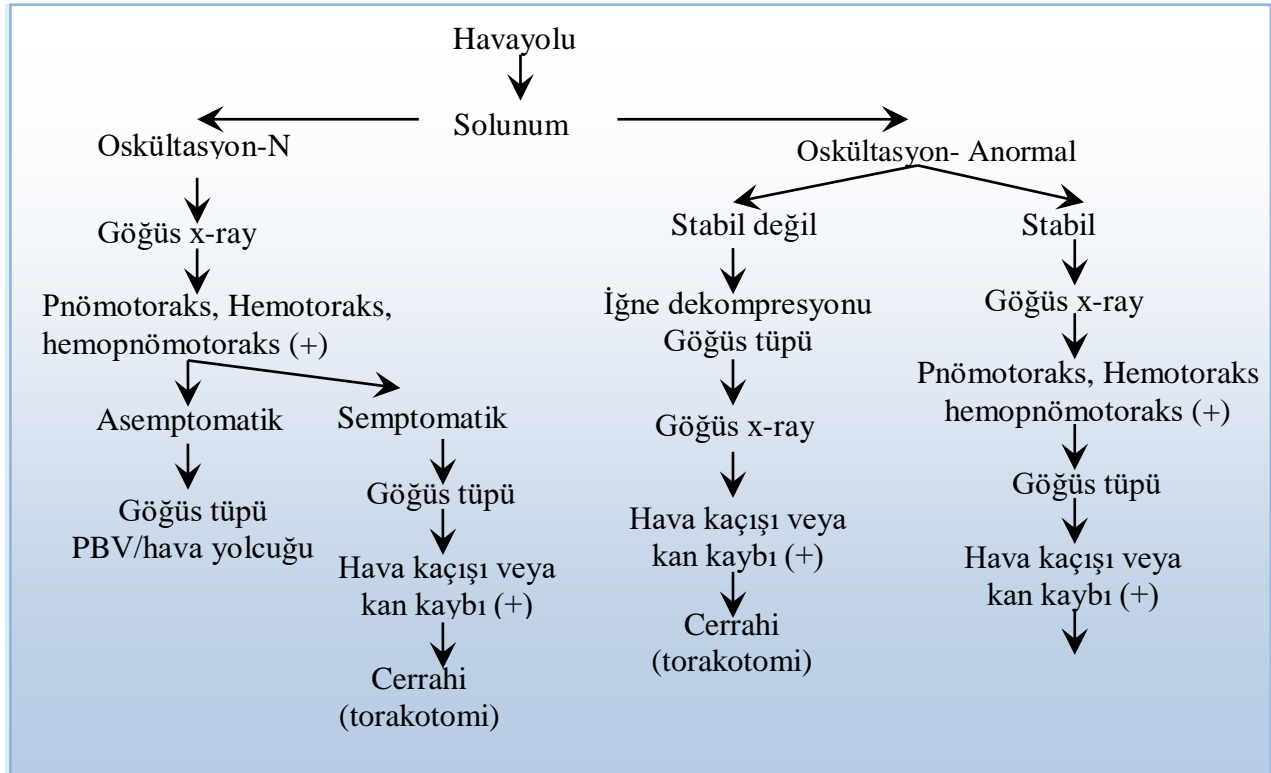 Havayolu
Solunum
Oskültasyon-N
Göğüs x-ray
Pnömotoraks, Hemotoraks,
hemopnömotoraks (+)
Asemptomatik
Göğüs tüpü
PBV/hava yolcuğu
Semptomatik
Göğüs tüpü
Hava kaçışı veya
kan kaybı (+)
Cerrahi
(torakotomi)
Oskültasyon- Anormal
Stabil değil
İğne dekompresyonu
Göğüs tüpü
Göğüs x-ray
Hava kaçışı veya
kan kaybı (+)
Cerrahi
(torakotomi)
Stabil
Göğüs x-ray
Pnömotoraks, Hemotoraks
hemopnömotoraks (+)
Göğüs tüpü
Hava kaçışı veya
kan kaybı (+)